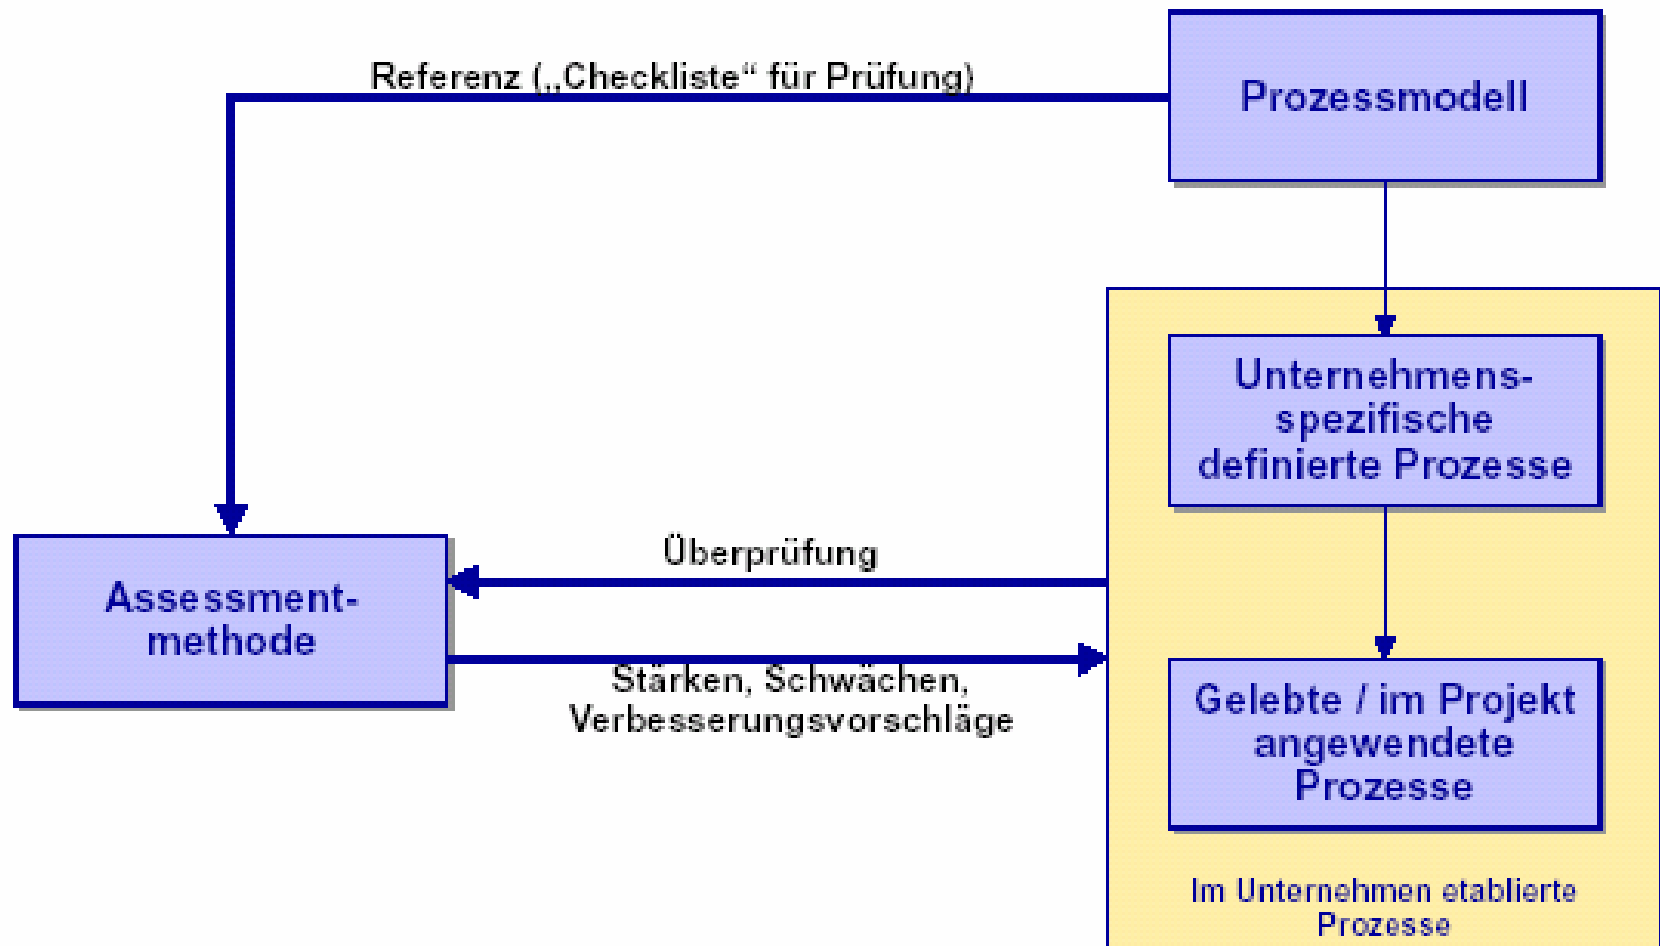 Referenz („Checkliste“ für Prüfung)
Prozessmodell
Unternehmens-
spezifische
definierte Prozesse
Überprüfung
Assessment-
methode
Stärken, Schwächen,
Verbesserungsvorschläge
Gelebte / im Projekt
angewendete
Prozesse
Im Unternehmen etablierte
Prozesse